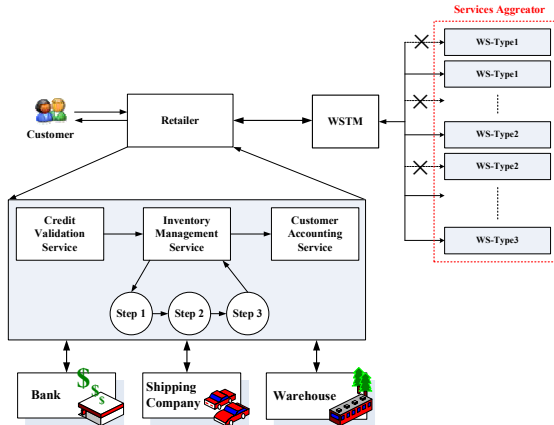 Services Aggreator
WS-Type1
WS-Type1
WS-Type2
WS-Type2
WS-Type3
Customer
Retailer
WSTM
Credit
Validation
Service
Inventory
Management
Service
Customer
Accounting
Service
Step 1
Step 2
Step 3
Bank
$
$
$
Shipping
Company
Warehouse